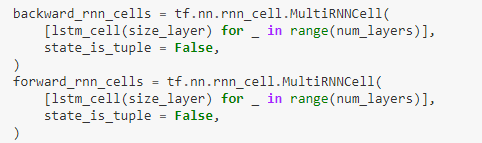 backward_rnn_cells = tf.nn.rnn_cell.MultiRNNCell(
    [lstm_cell(size_layer) for _ in range(num_layers)],
    state_is_tuple = False,
)
forward_rnn_cells = tf.nn.rnn_cell.MultiRNNCell(
    [lstm_cell(size_layer) for _ in range(num_layers)],
    state_is_tuple = False,
)